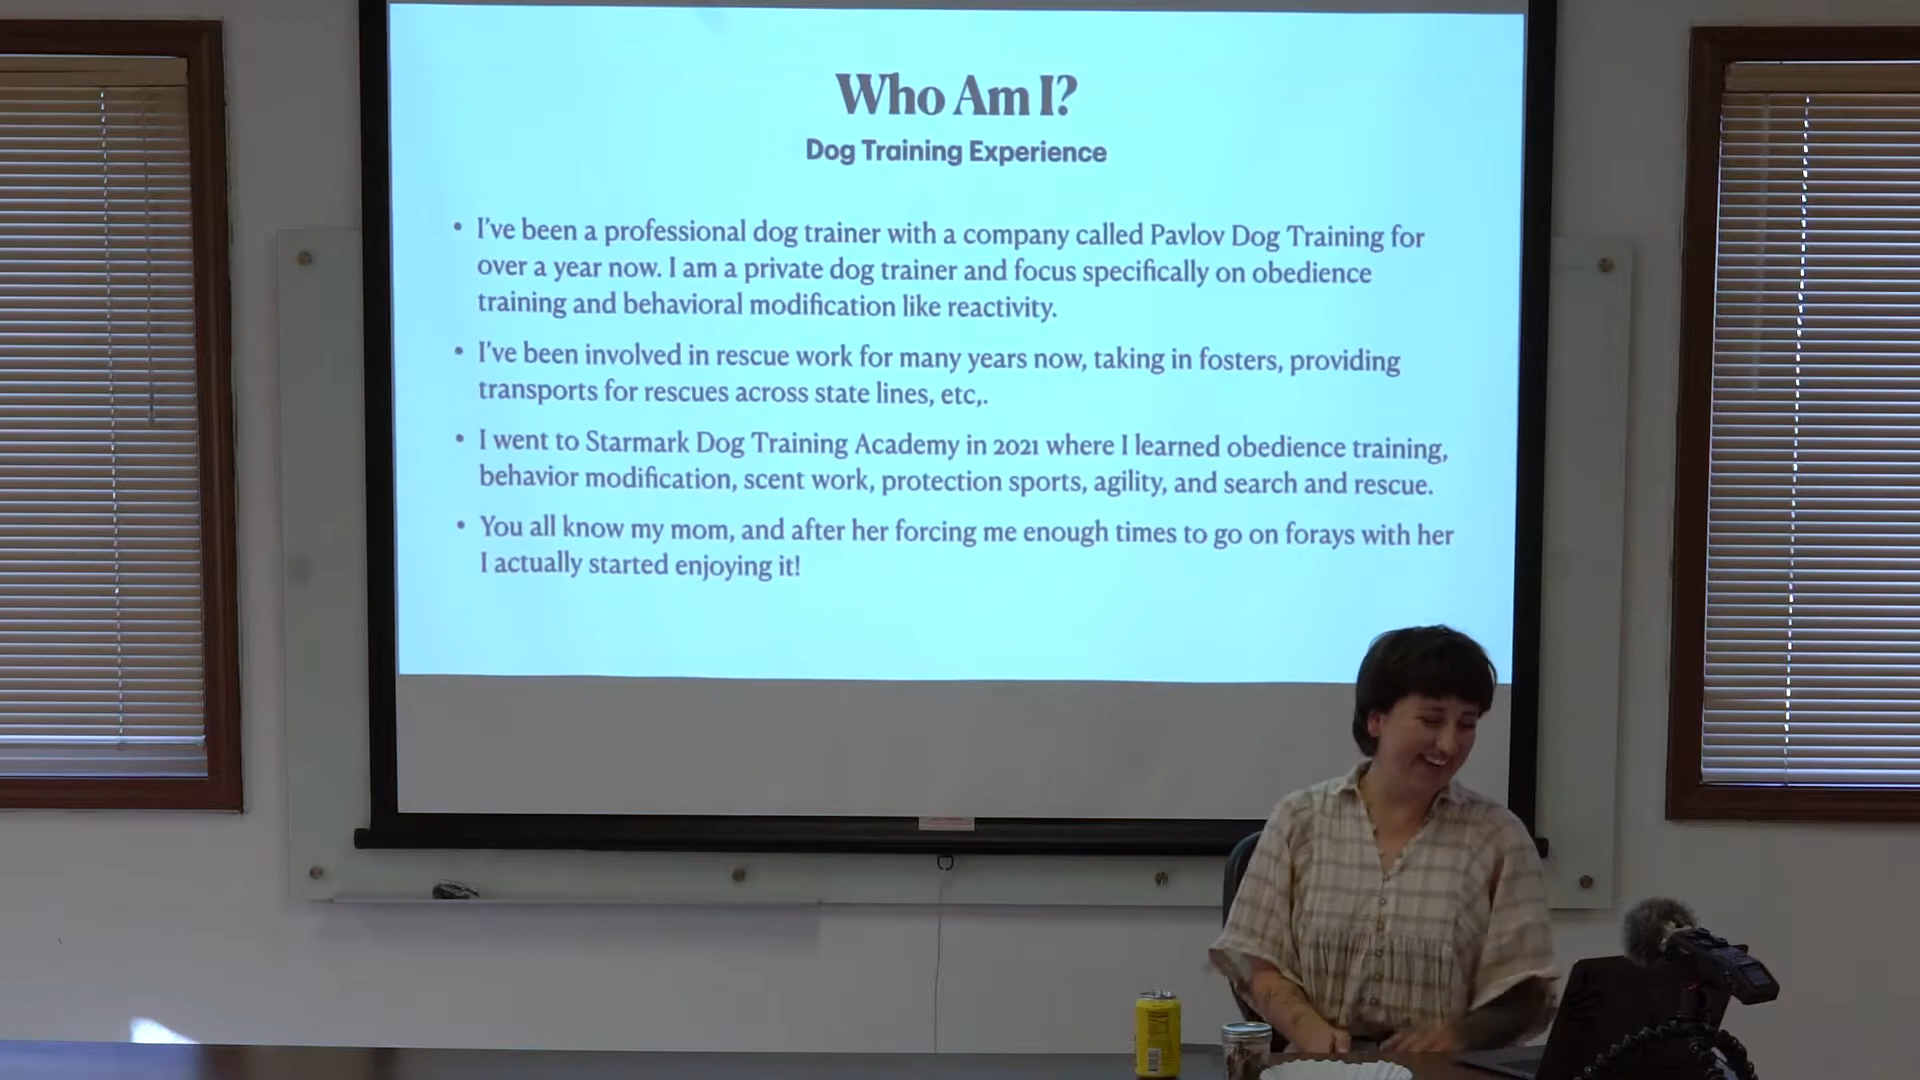 Who Am I?
Dog Training Experience
• I've been a professional dog trainer with a company called Pavlov Dog Training for
over a year now. I am a private dog trainer and focus specifically on obedience
training and behavioral modification like reactivity.
• I've been involved in rescue work for many years now, taking in fosters, providing
transports for rescues across state lines, etc,.
• I went to Starmark Dog Training Academy in 2021 where I learned obedience training,
behavior modification, scent work, protection sports, agility, and search and rescue.
• You all know my mom, and after her forcing me enough times to go on forays with her
I actually started enjoying it!